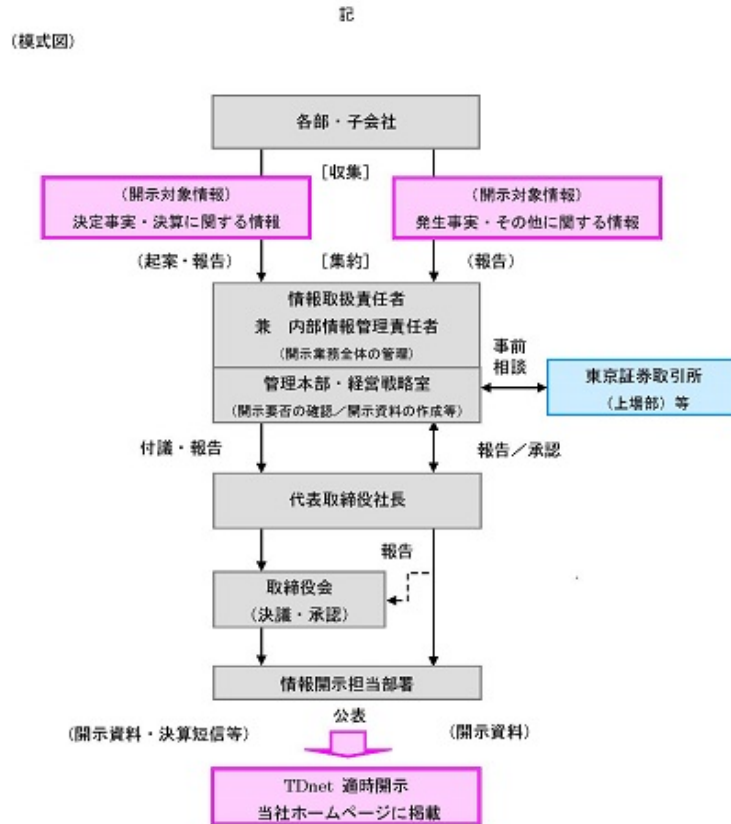 記
(模式図)
各部・子会社
[収集]
(開示対象情報)
決定事実・決算に関する情報
(開示対象情報)
発生事実・その他に関する情報
(起案・報告)
[集約]
(報告)
情報取扱責任者
兼 内部情報管理責任者
(開示業務全体の管理)
管理本部・経営戦略室
(開示要否の確認/開示資料の作成等)
事前
相談
東京証券取引所
(上場部)等
付議・報告
報告/承認
代表取締役社長
報告
取締役会
(決議・承認)
情報開示担当部署
公表
(開示資料・決算短信等)
(開示資料)
TDnet 適時開示
当社ホームページに掲載